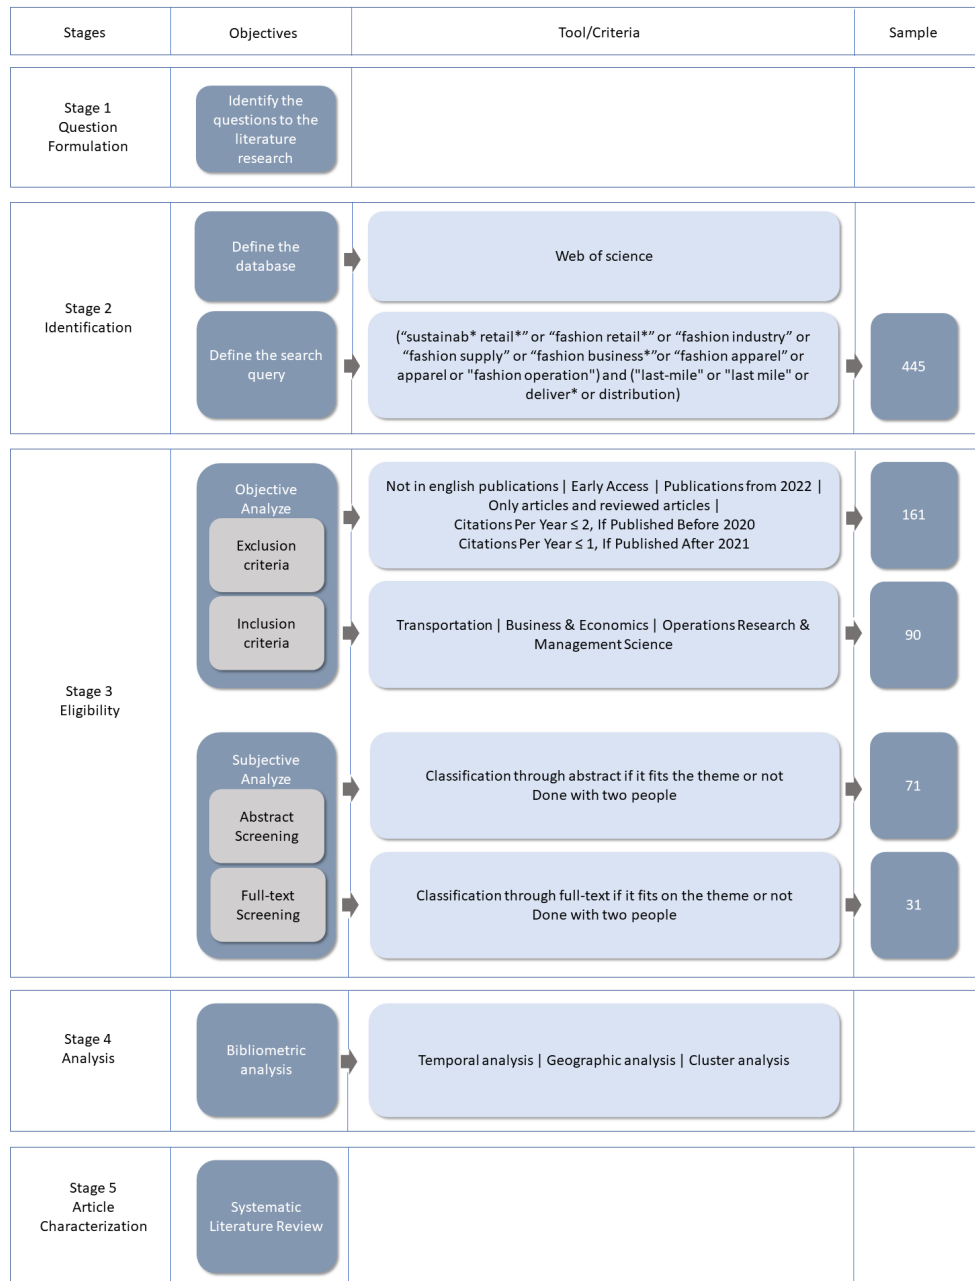 Stages
Objectives
Tool/Criteria
Sample
Stage 1
Question
Formulation
Identify the
questions to the
literature
research
Stage 2
Identification
Define the
database
Web of science
Define the search
query
(“sustainab* retail*” or “fashion retail*” or “fashion industry” or
“fashion supply” or “fashion business*”or “fashion apparel” or
apparel or "fashion operation") and ("last-mile" or "last mile" or
deliver* or distribution)
445
Stage 3
Eligibility
Objective
Analyze
Exclusion
criteria
Not in english publications | Early Access | Publications from 2022 |
Only articles and reviewed articles |
Citations Per Year ≤ 2, If Published Before 2020
Citations Per Year ≤ 1, If Published After 2021
161
Inclusion
criteria
Transportation | Business & Economics | Operations Research &
Management Science
90
Subjective
Analyze
Abstract
Screening
Classification through abstract if it fits the theme or not
Done with two people
71
Full-text
Screening
Classification through full-text if it fits on the theme or not
Done with two people
31
Stage 4
Analysis
Bibliometric
analysis
Temporal analysis | Geographic analysis | Cluster analysis
Stage 5
Article
Characterization
Systematic
Literature Review